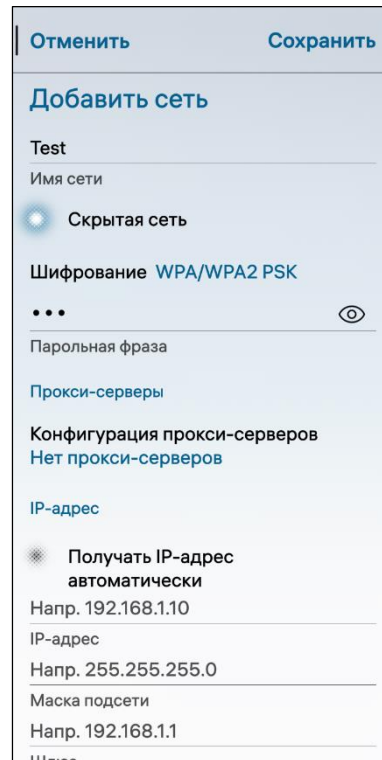 Отменить Сохранить
Добавить сеть
Test
Имя сети
Скрытая сеть
Шифрование WPA/WPA2 PSK
•••
Парольная фраза
Прокси-серверы
Конфигурация прокси-серверов
Нет прокси-серверов
IP-адрес
Получать IP-адрес
автоматически
Напр. 192.168.1.10
IP-адрес
Напр. 255.255.255.0
Маска подсети
Напр. 192.168.1.1